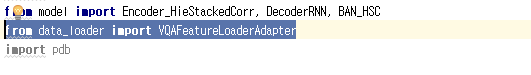 from model import Encoder_HieStackedCorr, DecoderRNN, BAN_HSC
from data_loader import VQAFeatureLoaderAdapter
import pdb